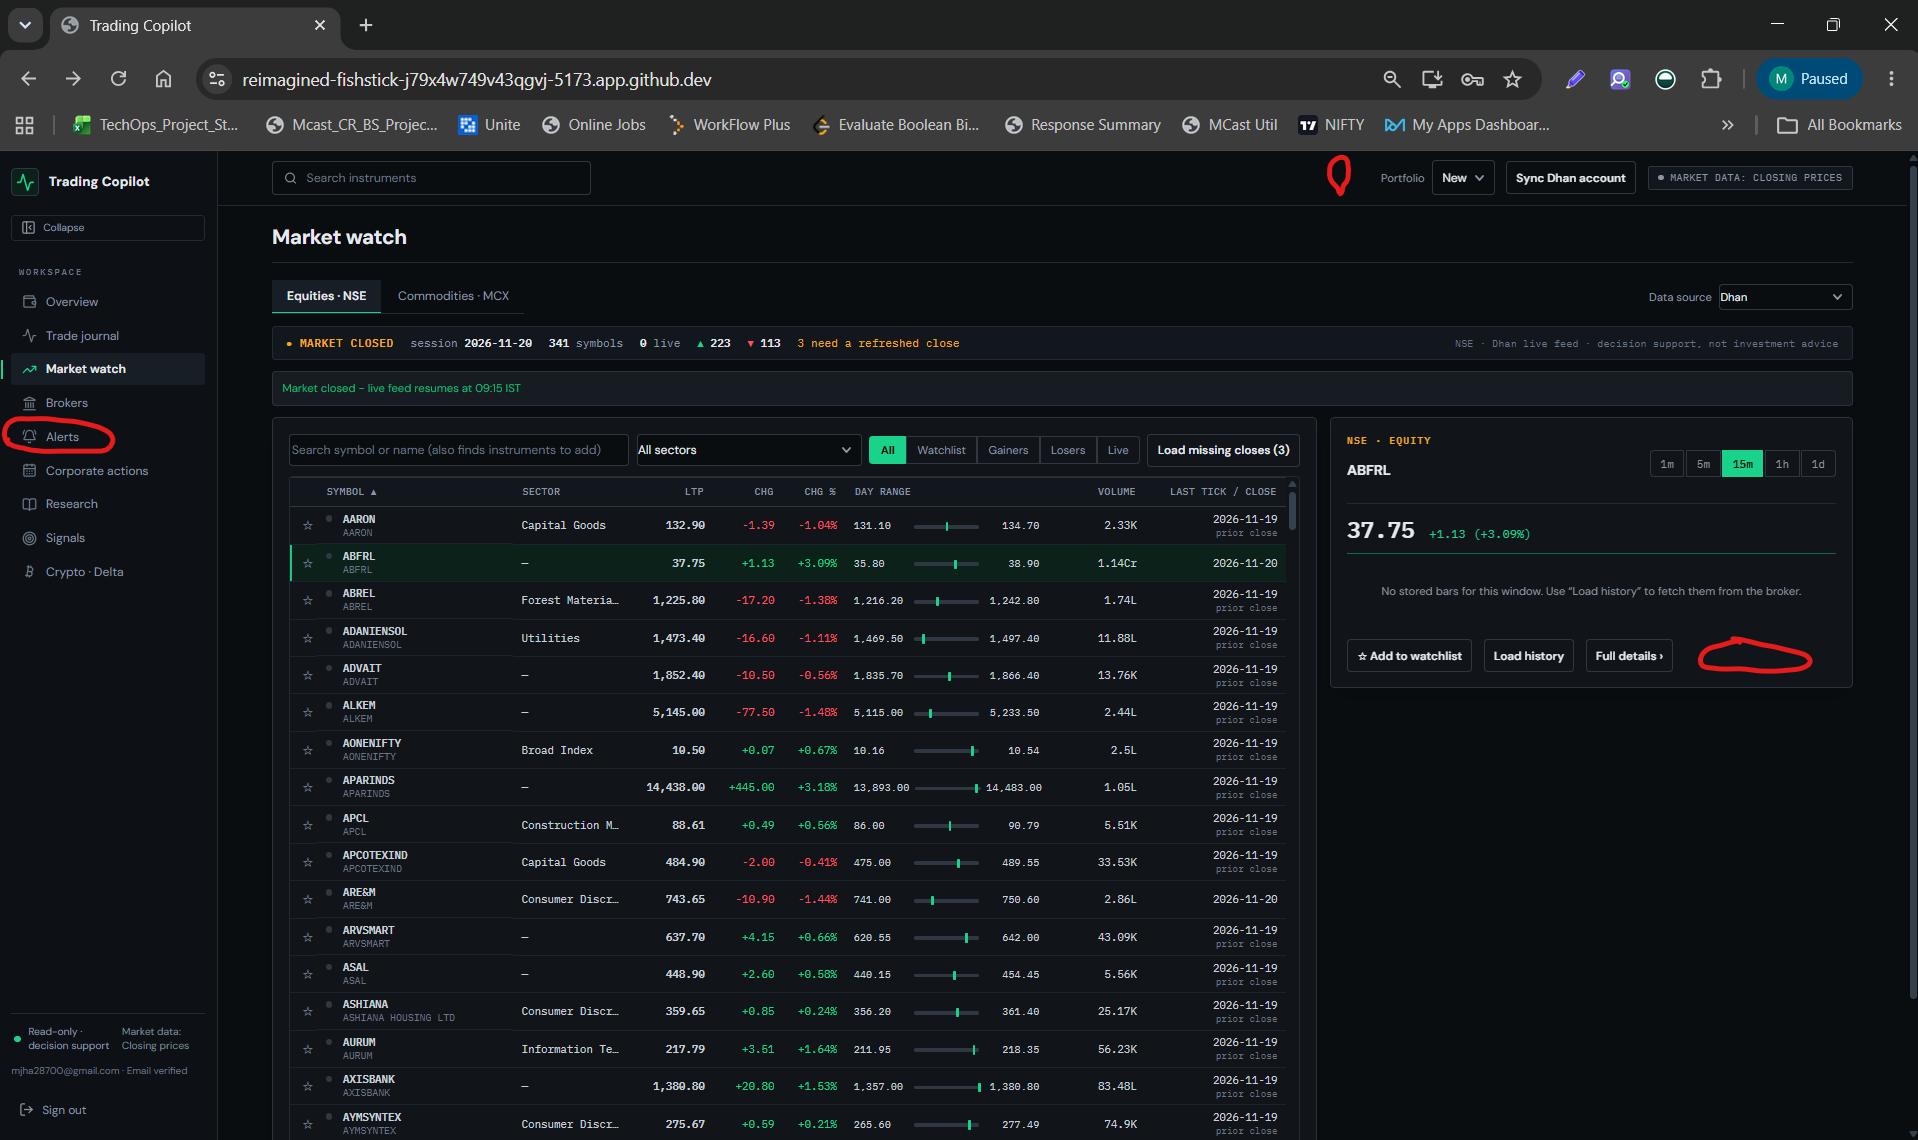 Trading Copilot
reimagined-fishstick-j79x4w749v43qgvj-5173.app.github.dev
M Paused
TechOps_Project_St...
Mcast_CR_BS_Projec...
Unite
Online Jobs
WorkFlow Plus
Evaluate Boolean Bi...
Response Summary
MCast Util
NIFTY
My Apps Dashboar...
All Bookmarks
Trading Copilot
Collapse
WORKSPACE
Overview
Trade journal
Market watch
Brokers
Alerts
Corporate actions
Research
Signals
Crypto · Delta
Read-only · decision support
Market data: Closing prices
mjha28700@gmail.com · Email verified
Sign out
Search instruments
Portfolio New
Sync Dhan account
MARKET DATA: CLOSING PRICES
Market watch
Equities · NSE
Commodities · MCX
Data source Dhan
● MARKET CLOSED session 2026-11-20 341 symbols 0 live ▲ 223 ▼ 113 3 need a refreshed close
NSE · Dhan live feed · decision support, not investment advice
Market closed – live feed resumes at 09:15 IST
Search symbol or name (also finds instruments to add)
All sectors
All Watchlist Gainers Losers Live
Load missing closes (3)
SYMBOL ▲ SECTOR LTP CHG CHG % DAY RANGE VOLUME LAST TICK / CLOSE
AARON Capital Goods 132.90 -1.39 -1.04% 131.10 134.70 2.33K 2026-11-19
AARON prior close
ABFRL — 37.75 +1.13 +3.09% 35.80 38.90 1.14Cr 2026-11-20
ABFRL
ABREL Forest Materia… 1,225.80 -17.20 -1.38% 1,216.20 1,242.80 1.74L 2026-11-19
ABREL prior close
ADANIENSOL Utilities 1,473.40 -16.60 -1.11% 1,469.50 1,497.40 11.88L 2026-11-19
ADANIENSOL prior close
ADVAIT — 1,852.40 -10.50 -0.56% 1,835.70 1,866.40 13.76K 2026-11-19
ADVAIT prior close
ALKEM — 5,145.00 -77.50 -1.48% 5,115.00 5,233.50 2.44L 2026-11-19
ALKEM prior close
AONENIFTY Broad Index 10.50 +0.07 +0.67% 10.16 10.54 2.5L 2026-11-19
AONENIFTY prior close
APARINDS — 14,438.00 +445.00 +3.18% 13,893.00 14,483.00 1.05L 2026-11-19
APARINDS prior close
APCL Construction M… 88.61 +0.49 +0.56% 86.00 90.79 5.51K 2026-11-19
APCL prior close
APCOTEXIND Capital Goods 484.90 -2.00 -0.41% 475.00 489.55 33.53K 2026-11-19
APCOTEXIND prior close
ARE&M Consumer Discr… 743.65 -10.90 -1.44% 741.00 750.60 2.86L 2026-11-20
ARE&M
ARVSMART — 637.70 +4.15 +0.66% 620.55 642.00 43.09K 2026-11-19
ARVSMART prior close
ASAL — 448.90 +2.60 +0.58% 440.15 454.45 5.56K 2026-11-19
ASAL prior close
ASHIANA Consumer Discr… 359.65 +0.85 +0.24% 356.20 361.40 25.17K 2026-11-19
ASHIANA HOUSING LTD prior close
AURUM Information Te… 217.79 +3.51 +1.64% 211.95 218.35 56.23K 2026-11-19
AURUM prior close
AXISBANK — 1,380.80 +20.80 +1.53% 1,357.00 1,380.80 83.48L 2026-11-19
AXISBANK prior close
AYMSYNTEX Consumer Discr… 275.67 +0.59 +0.21% 265.60 277.49 74.9K 2026-11-19
AYMSYNTEX prior close
NSE · EQUITY
ABFRL
1m 5m 15m 1h 1d
37.75 +1.13 (+3.09%)
No stored bars for this window. Use “Load history” to fetch them from the broker.
☆ Add to watchlist
Load history
Full details ›